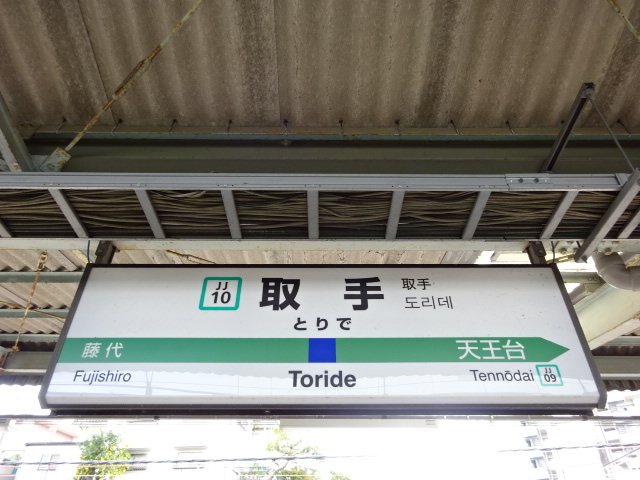 JJ
10
取手
取手
도리데
とりで
藤代
天王台
Fujishiro
Toride
Tennōdai
JJ
09